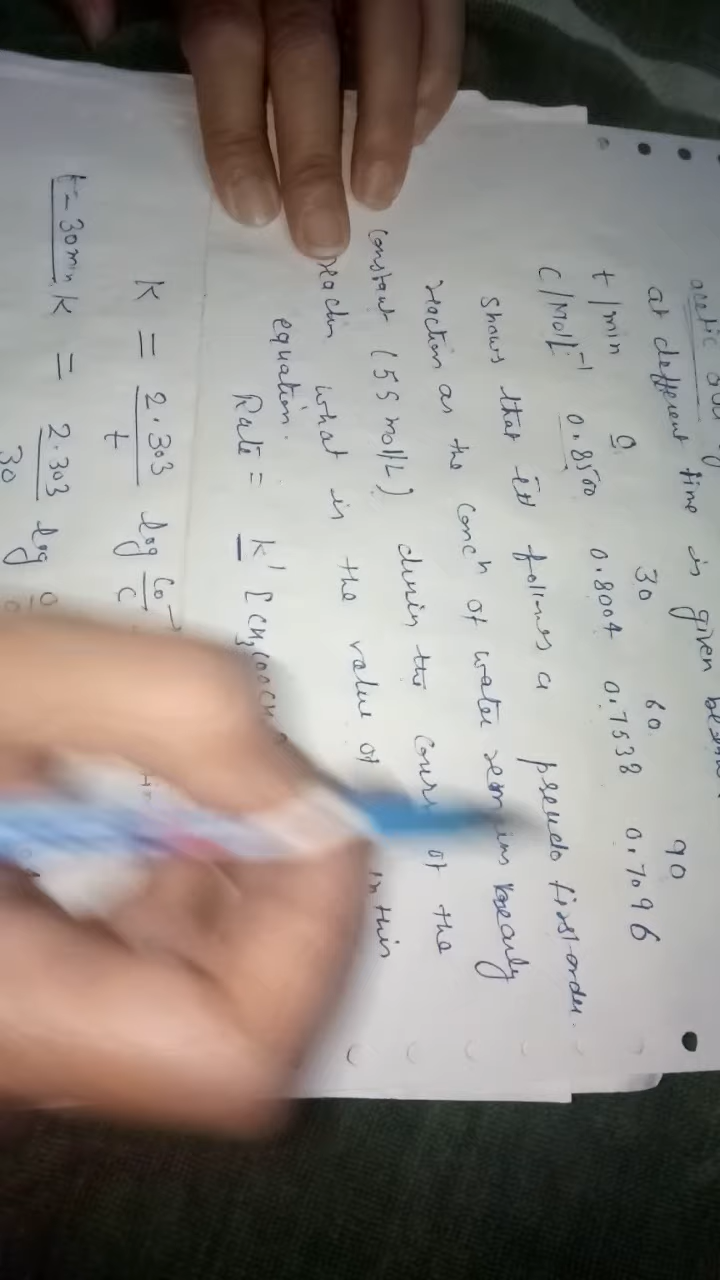 acetic
at different time is given
t/min 0 30 60 90
C/Mol L⁻¹ 0.8500 0.8004 0.7538 0.7096
shows that it follows a pseudo first order.
reaction as the concn of water remains nearly
constant (55 mol/L) durin the cours of the
what is the value of in this
equation.
Rate = k' [CH3COOCH
K = 2.303/t log C0/C
t = 30 min K = 2.303/30 log